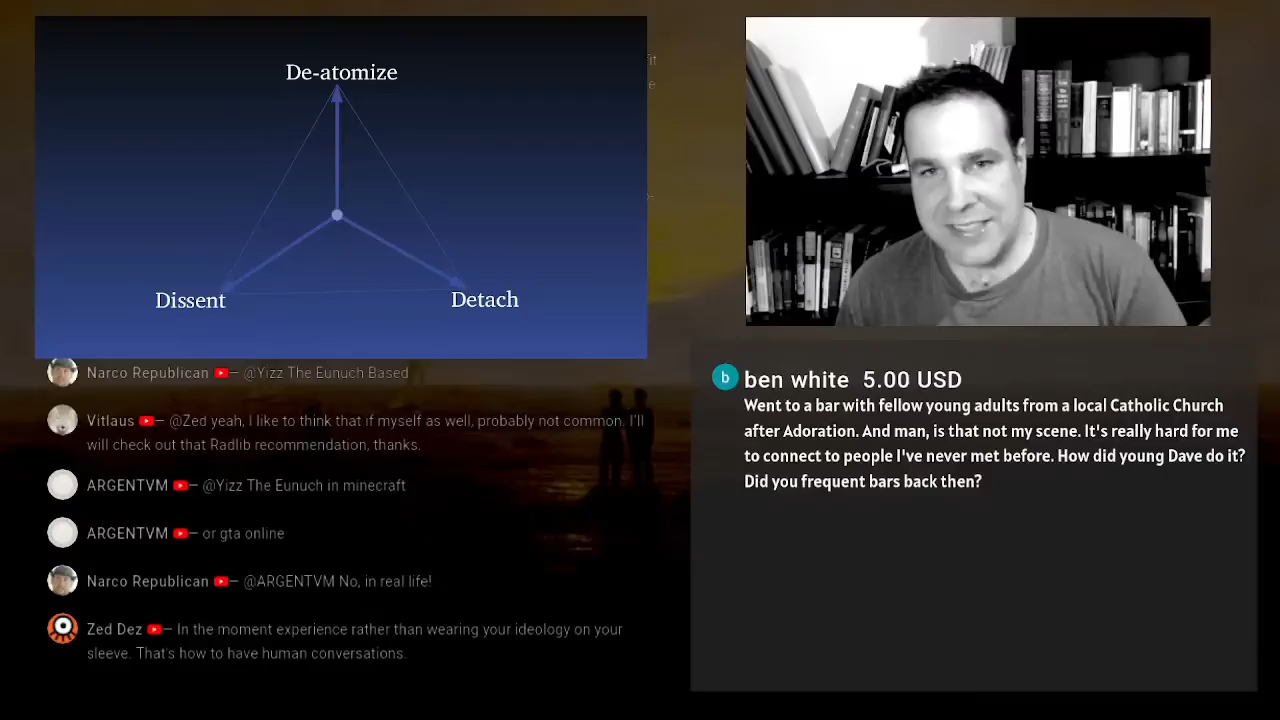 De-atomize
Dissent
Detach
fit
e
Narco Republican — @Yizz The Eunuch Based
Vitlaus — @Zed yeah, I like to think that if myself as well, probably not common. I'll
will check out that Radlib recommendation, thanks.
ARGENTVM — @Yizz The Eunuch in minecraft
ARGENTVM — or gta online
Narco Republican — @ARGENTVM No, in real life!
Zed Dez — In the moment experience rather than wearing your ideology on your
sleeve. That's how to have human conversations.
b ben white 5.00 USD
Went to a bar with fellow young adults from a local Catholic Church
after Adoration. And man, is that not my scene. It's really hard for me
to connect to people I've never met before. How did young Dave do it?
Did you frequent bars back then?